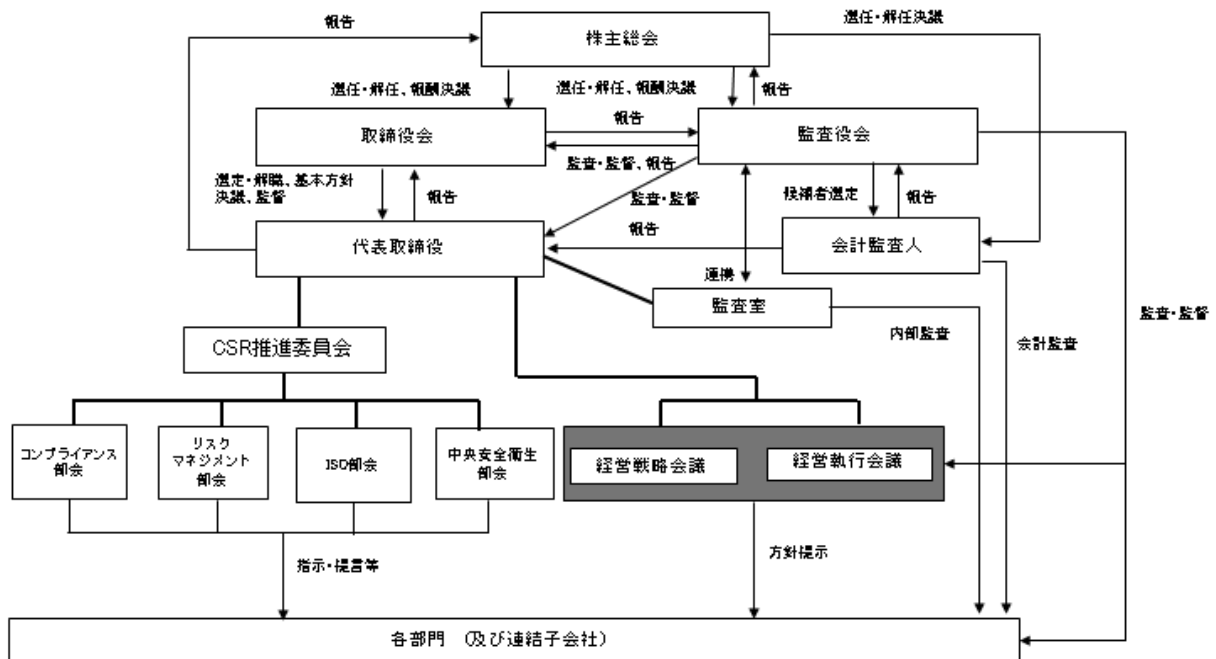 報告
株主総会
選任・解任決議
選任・解任、報酬決議
選任・解任、報酬決議
報告
取締役会
報告
監査役会
監査・監督、報告
選定・解職、基本方針
決議、監督
報告
監査・監督
候補者選定
報告
代表取締役
報告
会計監査人
連携
監査室
内部監査
会計監査
監査・監督
CSR推進委員会
コンプライアンス
部会
リスク
マネジメント
部会
ISO部会
中央安全衛生
部会
経営戦略会議
経営執行会議
指示・提言等
方針提示
各部門 (及び連結子会社)